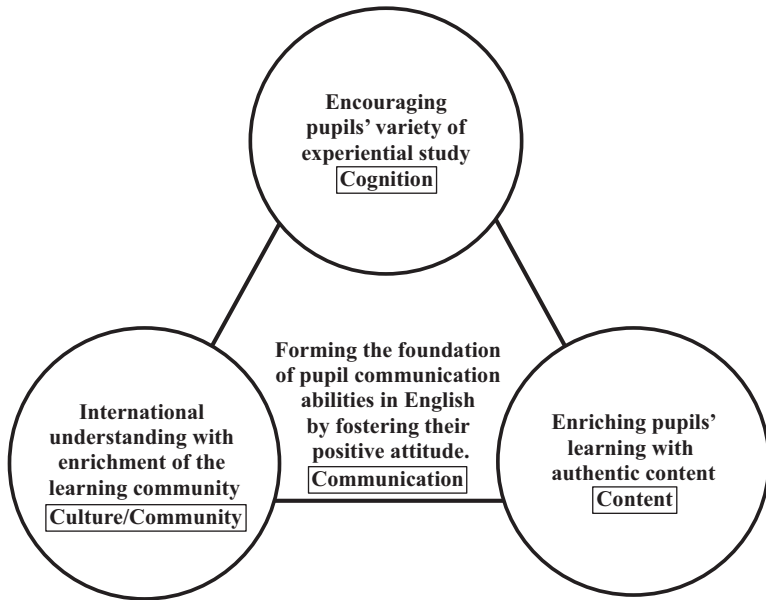 Encouraging
pupils' variety of
experiential study
Cognition
Forming the foundation
of pupil communication
abilities in English
by fostering their
positive attitude.
Communication
International
understanding with
enrichment of the
learning community
Culture/Community
Enriching pupils'
learning with
authentic content
Content